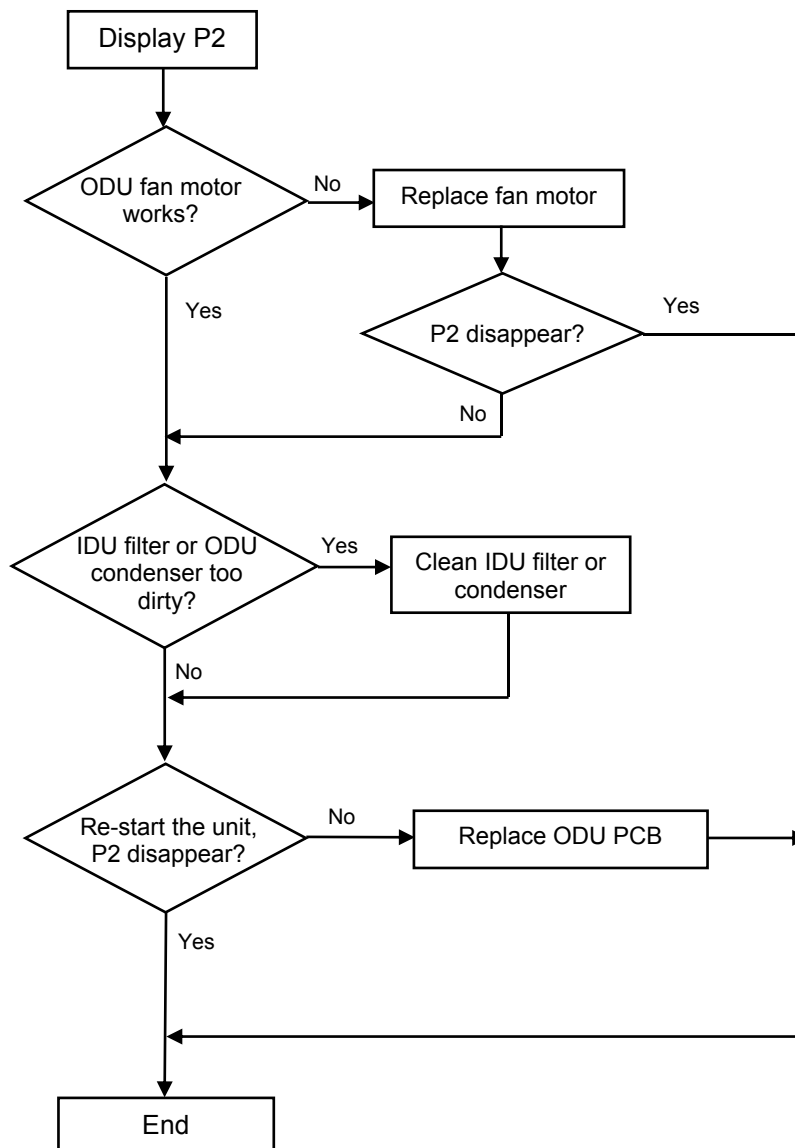 Display P2
ODU fan motor
works?
No
Replace fan motor
Yes
P2 disappear?
Yes
No
IDU filter or ODU
condenser too
dirty?
Yes
Clean IDU filter or
condenser
No
Re-start the unit,
P2 disappear?
No
Replace ODU PCB
Yes
End